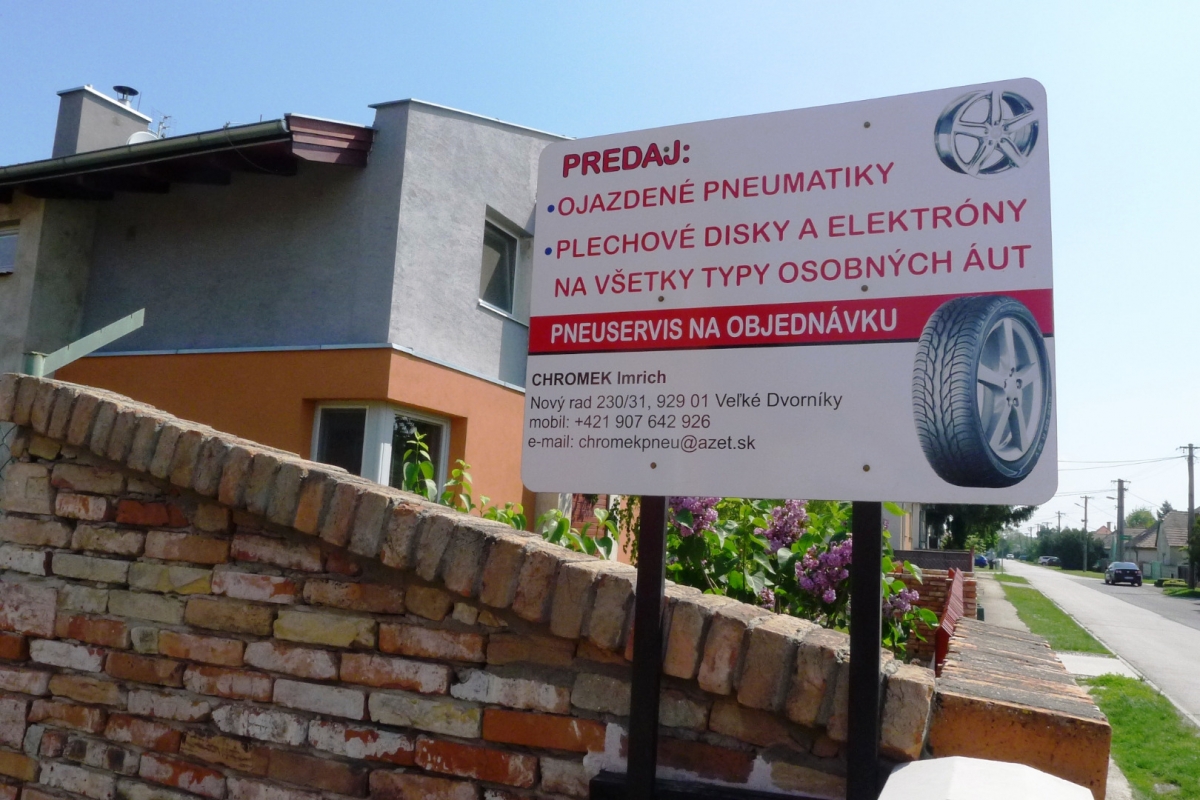 PREDAJ:
•OJAZDENÉ PNEUMATIKY
•PLECHOVÉ DISKY A ELEKTRÓNY
NA VŠETKY TYPY OSOBNÝCH ÁUT
PNEUSERVIS NA OBJEDNÁVKU
CHROMEK Imrich
Nový rad 230/31, 929 01 Veľké Dvorníky
mobil: +421 907 642 926
e-mail: chromekpneu@azet.sk